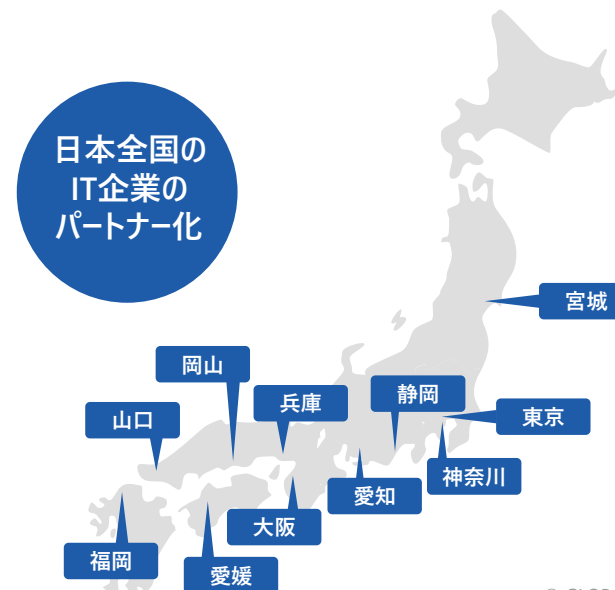 日本全国の
IT企業の
パートナー化
宮城
岡山
兵庫
静岡
山口
東京
神奈川
愛知
大阪
福岡
愛媛